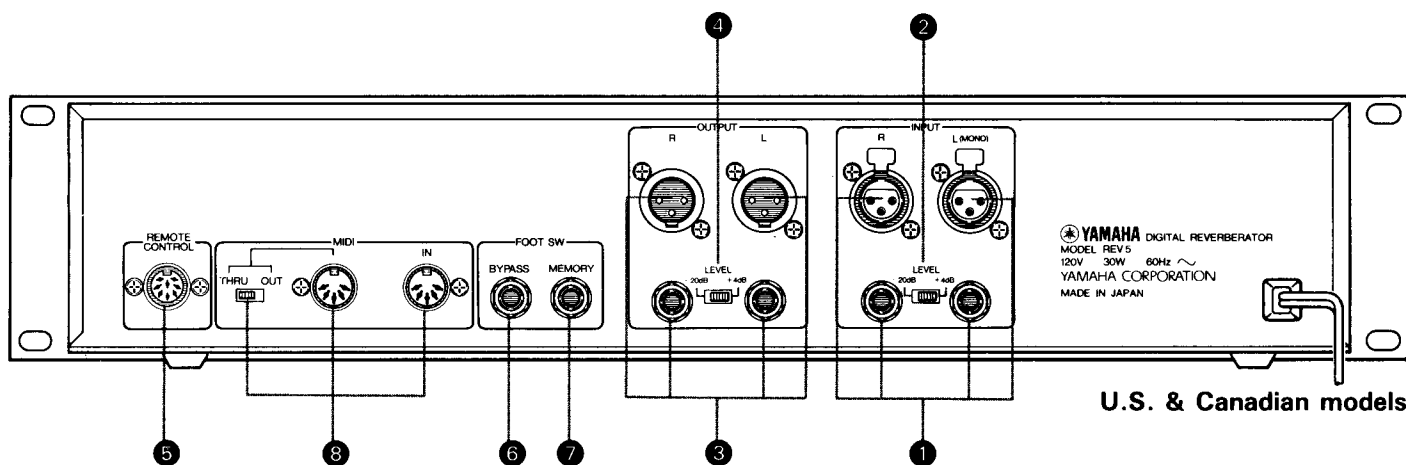 4 2
OUTPUT
R L
INPUT
R L (MONO)
REMOTE
CONTROL
MIDI
THRU OUT
IN
FOOT SW
BYPASS MEMORY
LEVEL
20dB +4dB
LEVEL
20dB +4dB
YAMAHA DIGITAL REVERBERATOR
MODEL REV5
120V 30W 60Hz ~
YAMAHA CORPORATION
MADE IN JAPAN
U.S. & Canadian models
5 8 6 7 3 1